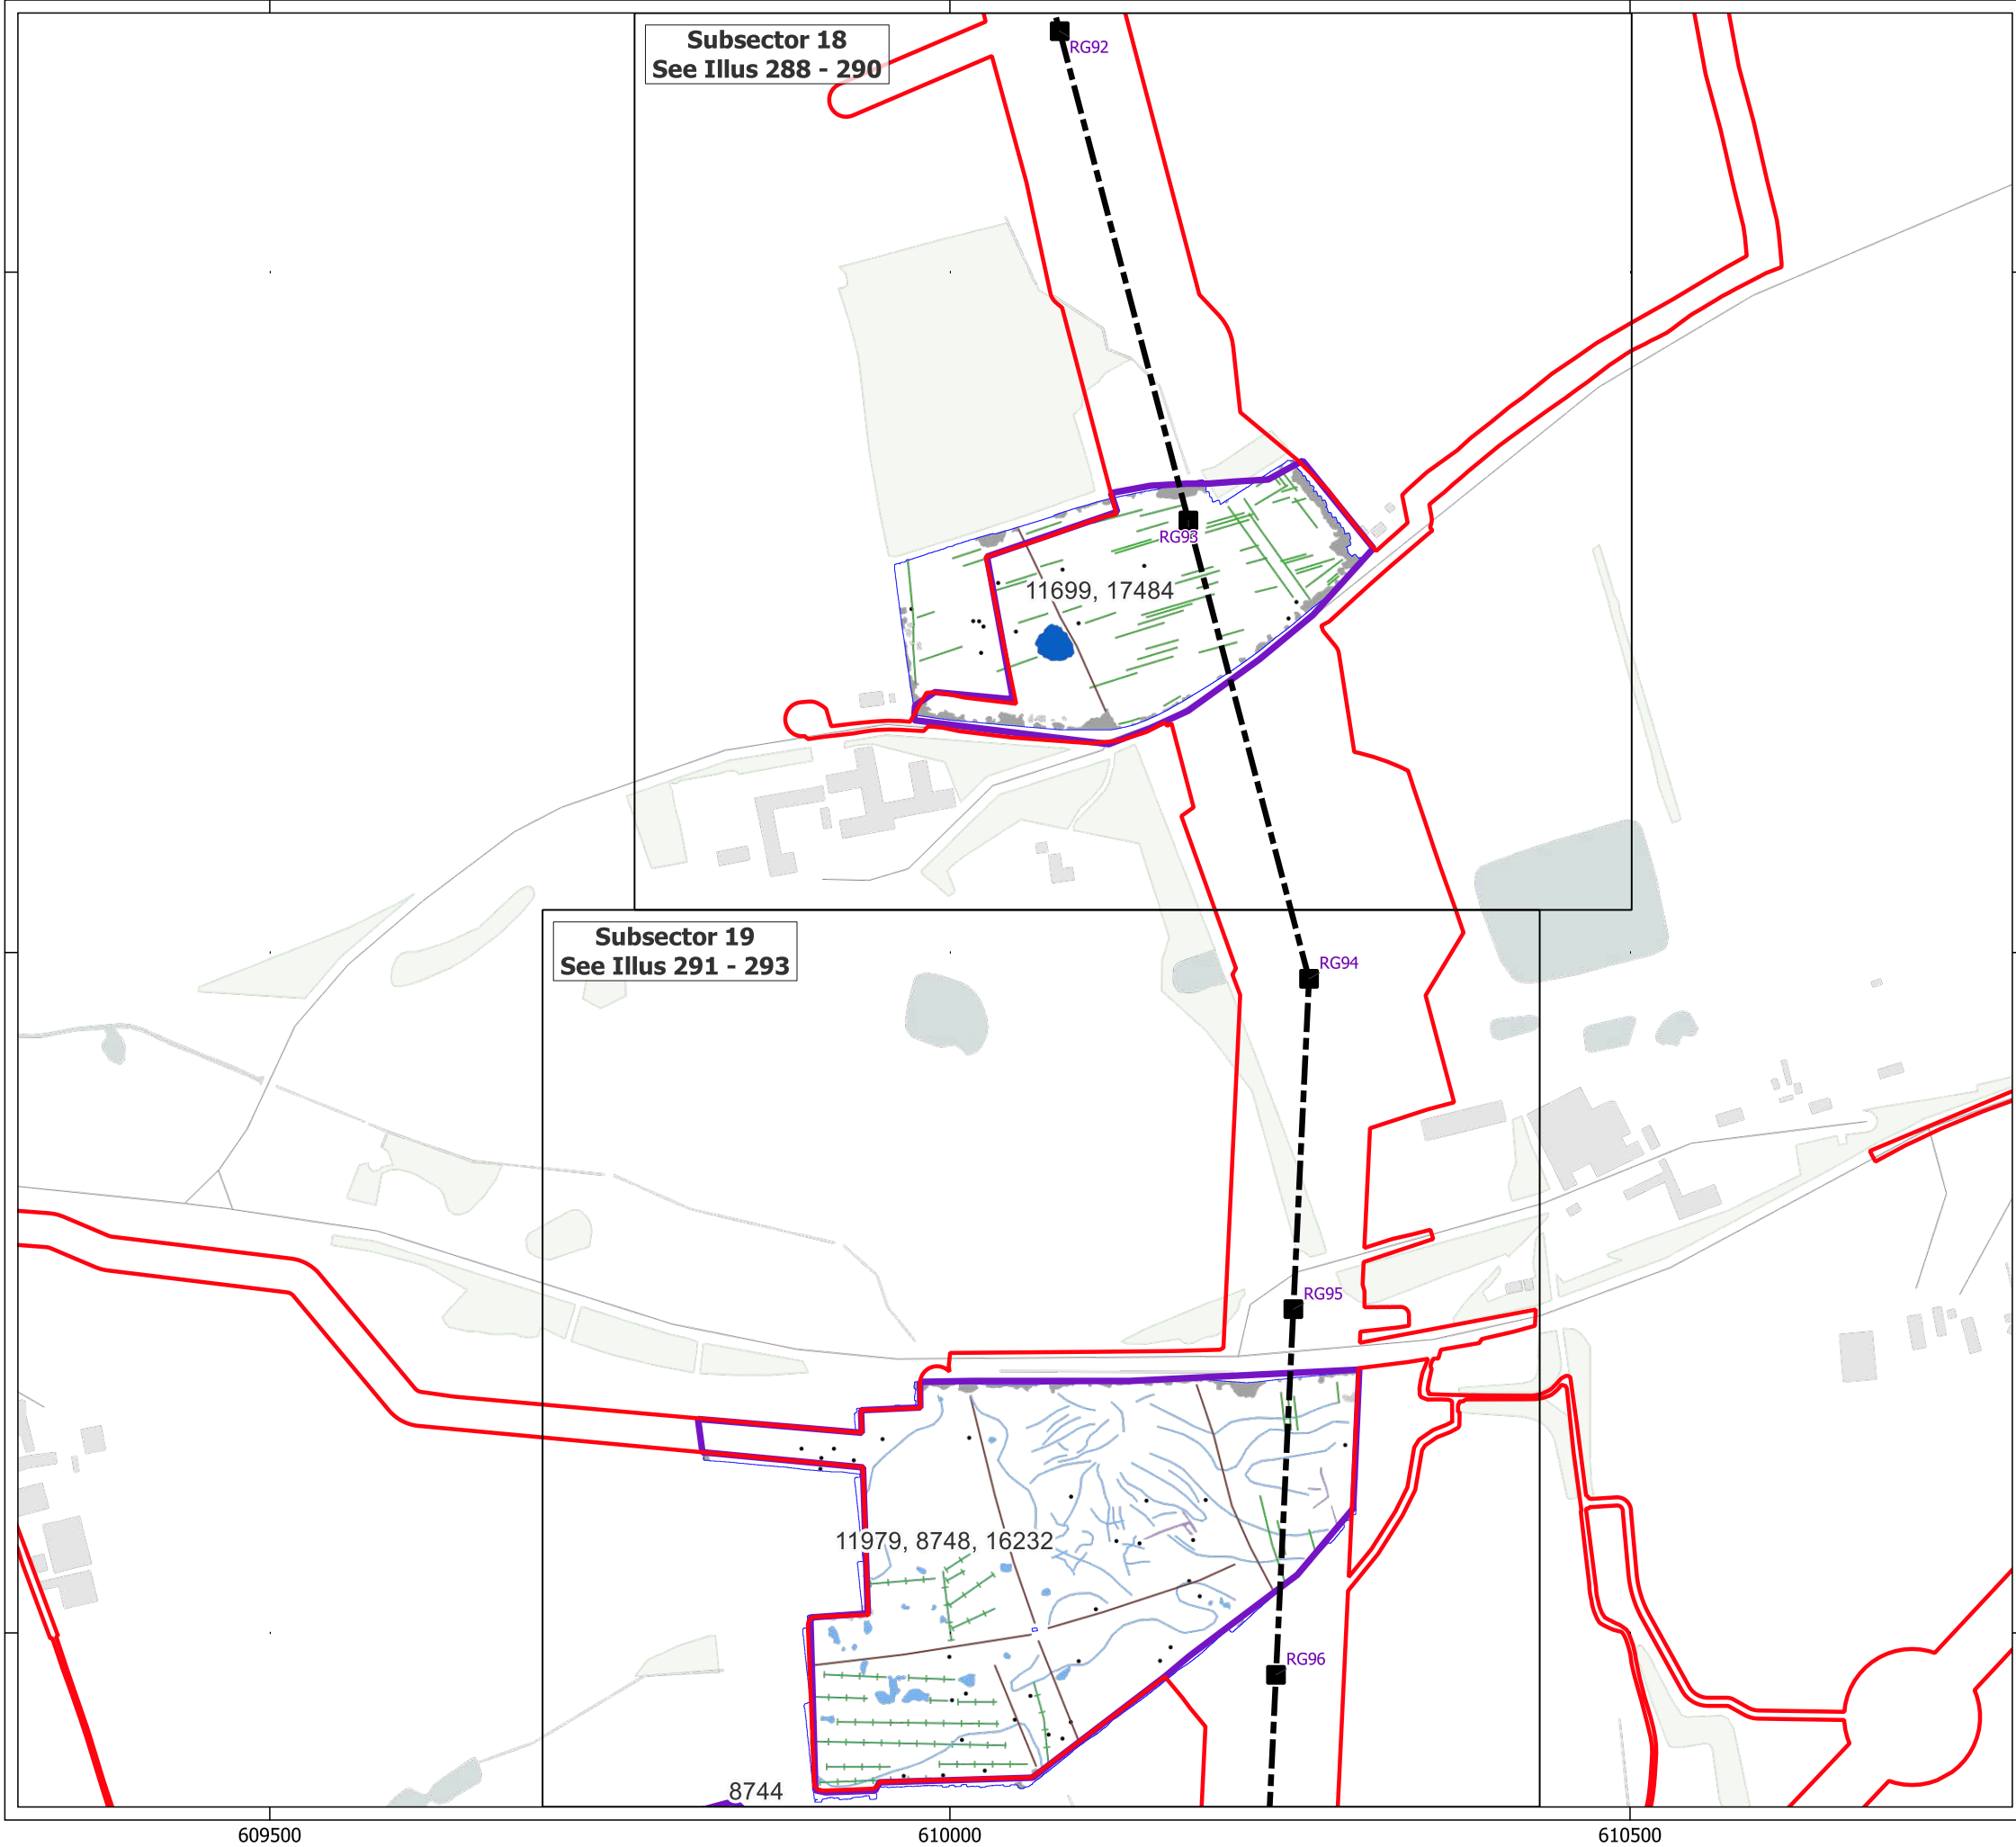 Subsector 18
See Illus 288 - 290
RG92
RG93
11699, 17484
Subsector 19
See Illus 291 - 293
RG94
RG95
11979, 8748, 16232
RG96
8744
609500
610000
610500